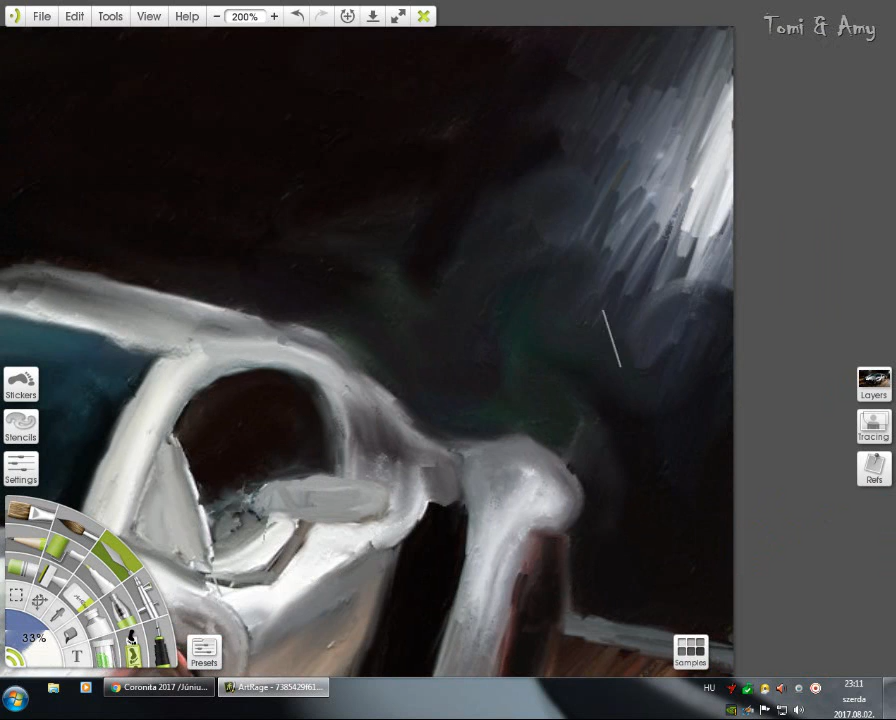 File Edit Tools View Help − 200% +
Tomi & Amy
Stickers
Stencils
Settings
Layers
Tracing
Refs
33%
T
Presets
Samples
Coronita 2017 /Júniu...
ArtRage - 7385429f61...
HU
23:11
szerda
2017.08.02.